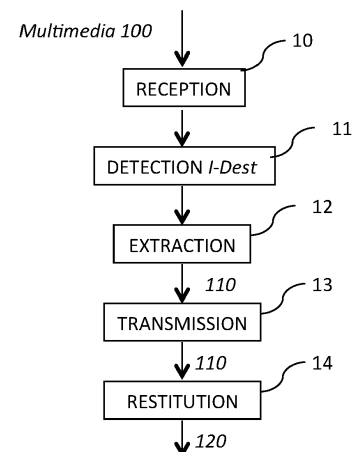 Multimedia 100
10
RECEPTION
11
DETECTION I-Dest
12
EXTRACTION
110
13
TRANSMISSION
110
14
RESTITUTION
120